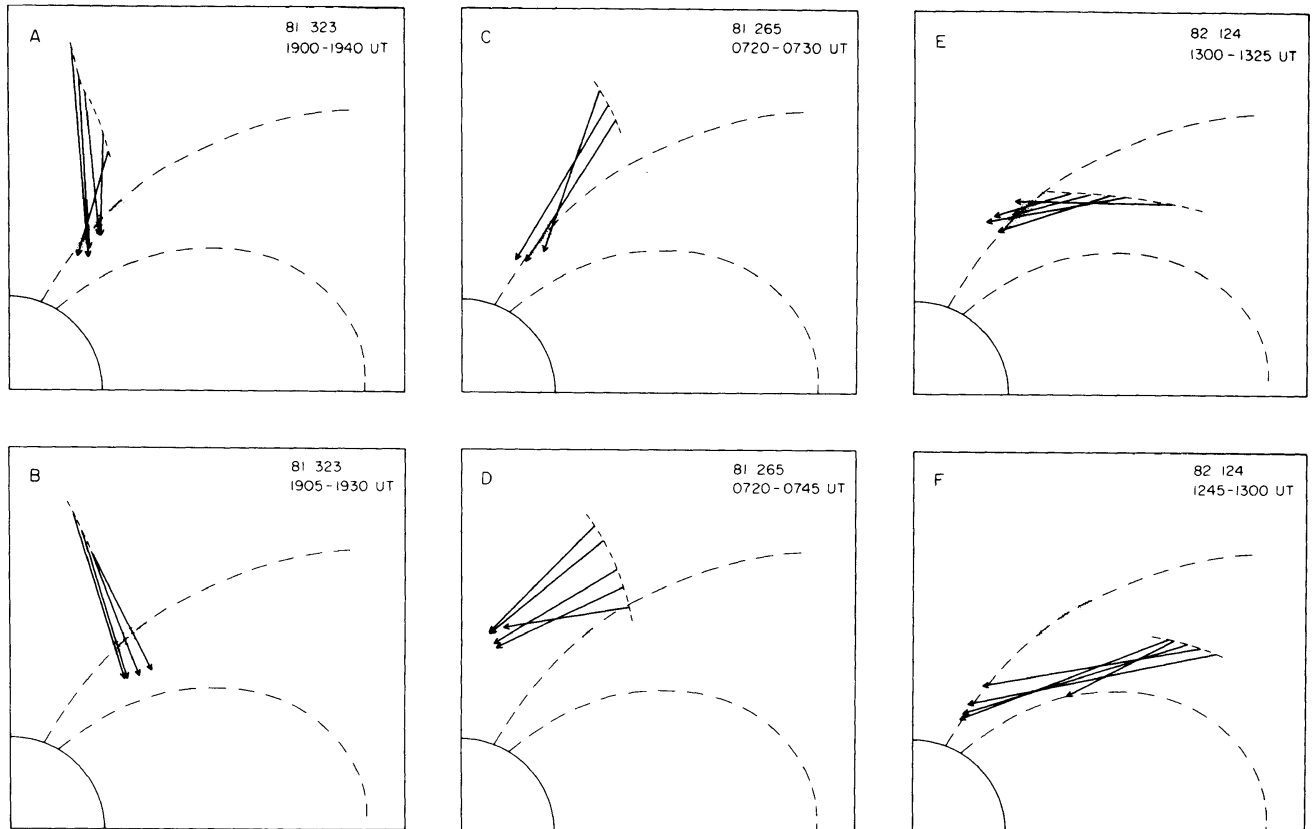 A
81 323
1900-1940 UT
C
81 265
0720-0730 UT
E
82 124
1300-1325 UT
B
81 323
1905-1930 UT
D
81 265
0720-0745 UT
F
82 124
1245-1300 UT